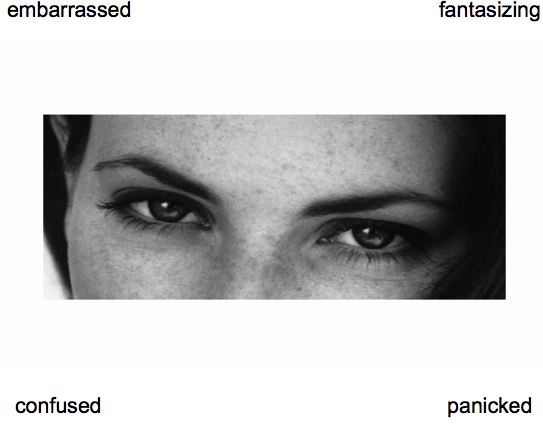 embarrassed
fantasizing
confused
panicked